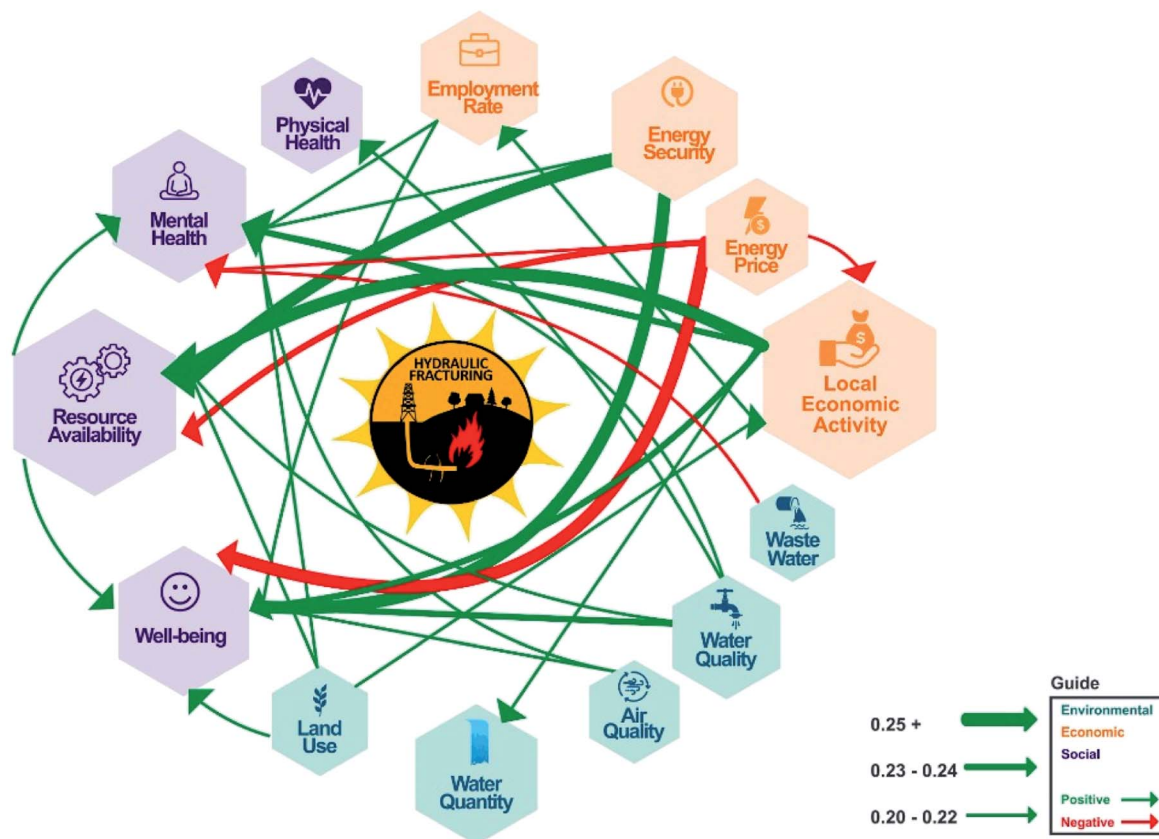 Employment
Rate
Physical
Health
Energy
Security
Mental
Health
Energy
Price
$
HYDRAULIC
FRACTURING
$
Local
Economic
Activity
Resource
Availability
Waste
Water
Well-being
Water
Quality
Land
Use
Air
Quality
Water
Quantity
Guide
0.25 +
0.23 - 0.24
0.20 - 0.22
Environmental
Economic
Social
Positive
Negative